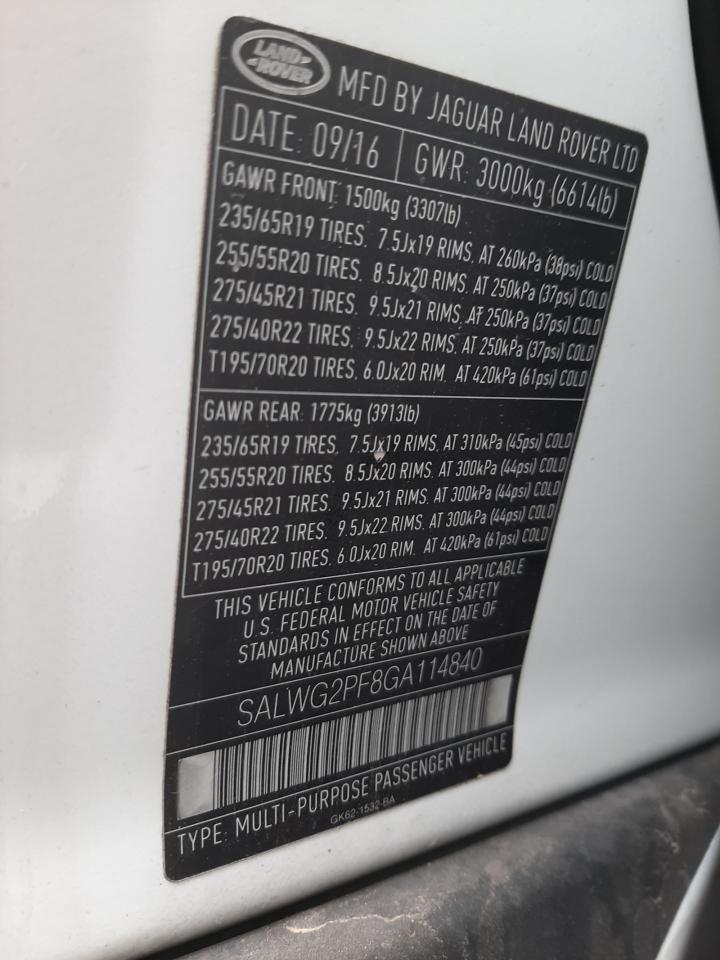 LAND
ROVER
MFD BY JAGUAR LAND ROVER LTD
DATE: 09/16 GWR: 3000kg (6614lb)
GAWR FRONT: 1500kg (3307lb)
235/65R19 TIRES. 7.5Jx19 RIMS. AT 260kPa (38psi) COLD
255/55R20 TIRES. 8.5Jx20 RIMS. AT 250kPa (37psi) COLD
275/45R21 TIRES. 9.5Jx21 RIMS. AT 250kPa (37psi) COLD
275/40R22 TIRES. 9.5Jx22 RIMS. AT 250kPa (37psi) COLD
T195/70R20 TIRES. 6.0Jx20 RIM. AT 420kPa (61psi) COLD
GAWR REAR: 1775kg (3913lb)
235/65R19 TIRES. 7.5Jx19 RIMS. AT 310kPa (45psi) COLD
255/55R20 TIRES. 8.5Jx20 RIMS. AT 300kPa (44psi) COLD
275/45R21 TIRES. 9.5Jx21 RIMS. AT 300kPa (44psi) COLD
275/40R22 TIRES. 9.5Jx22 RIMS. AT 300kPa (44psi) COLD
T195/70R20 TIRES. 6.0Jx20 RIM. AT 420kPa (61psi) COLD
THIS VEHICLE CONFORMS TO ALL APPLICABLE
U.S. FEDERAL MOTOR VEHICLE SAFETY
STANDARDS IN EFFECT ON THE DATE OF
MANUFACTURE SHOWN ABOVE
SALWG2PF8GA114840
TYPE: MULTI-PURPOSE PASSENGER VEHICLE
GK62-1532-BA